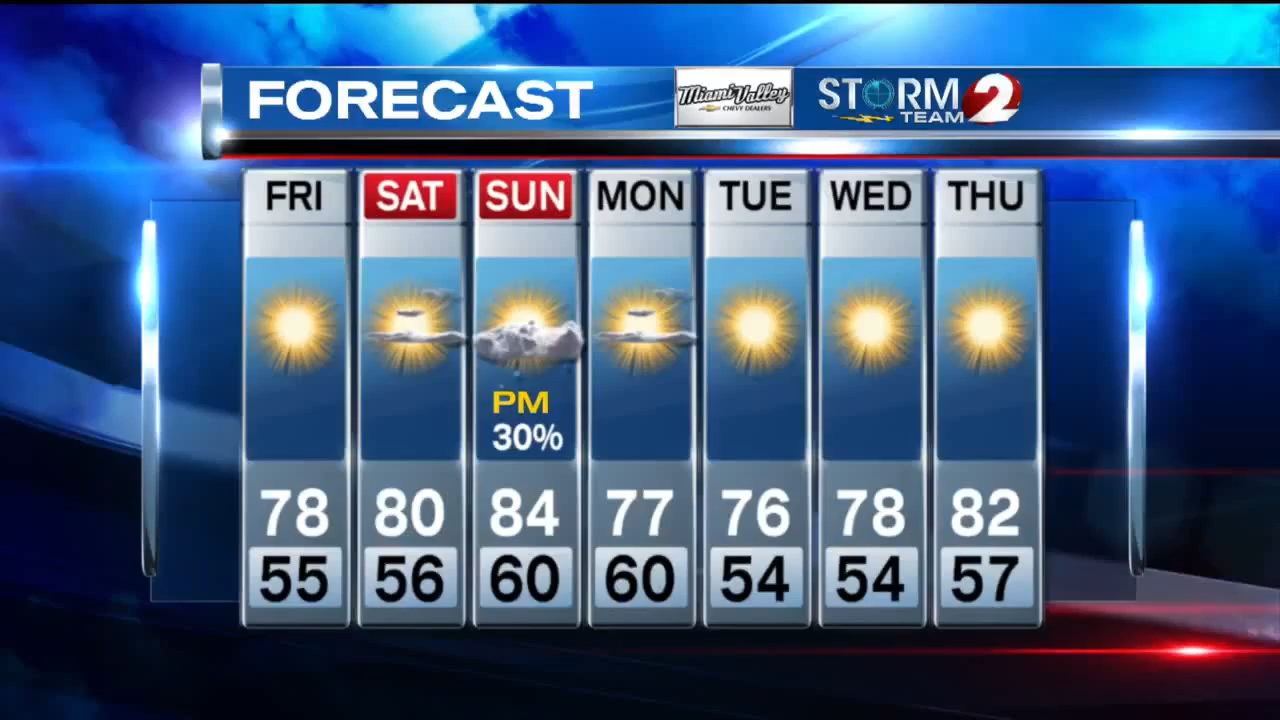 FORECAST
Miami Valley
CHEVY DEALERS
STORM
TEAM
2
FRI SAT SUN MON TUE WED THU
PM
30%
78 80 84 77 76 78 82
55 56 60 60 54 54 57